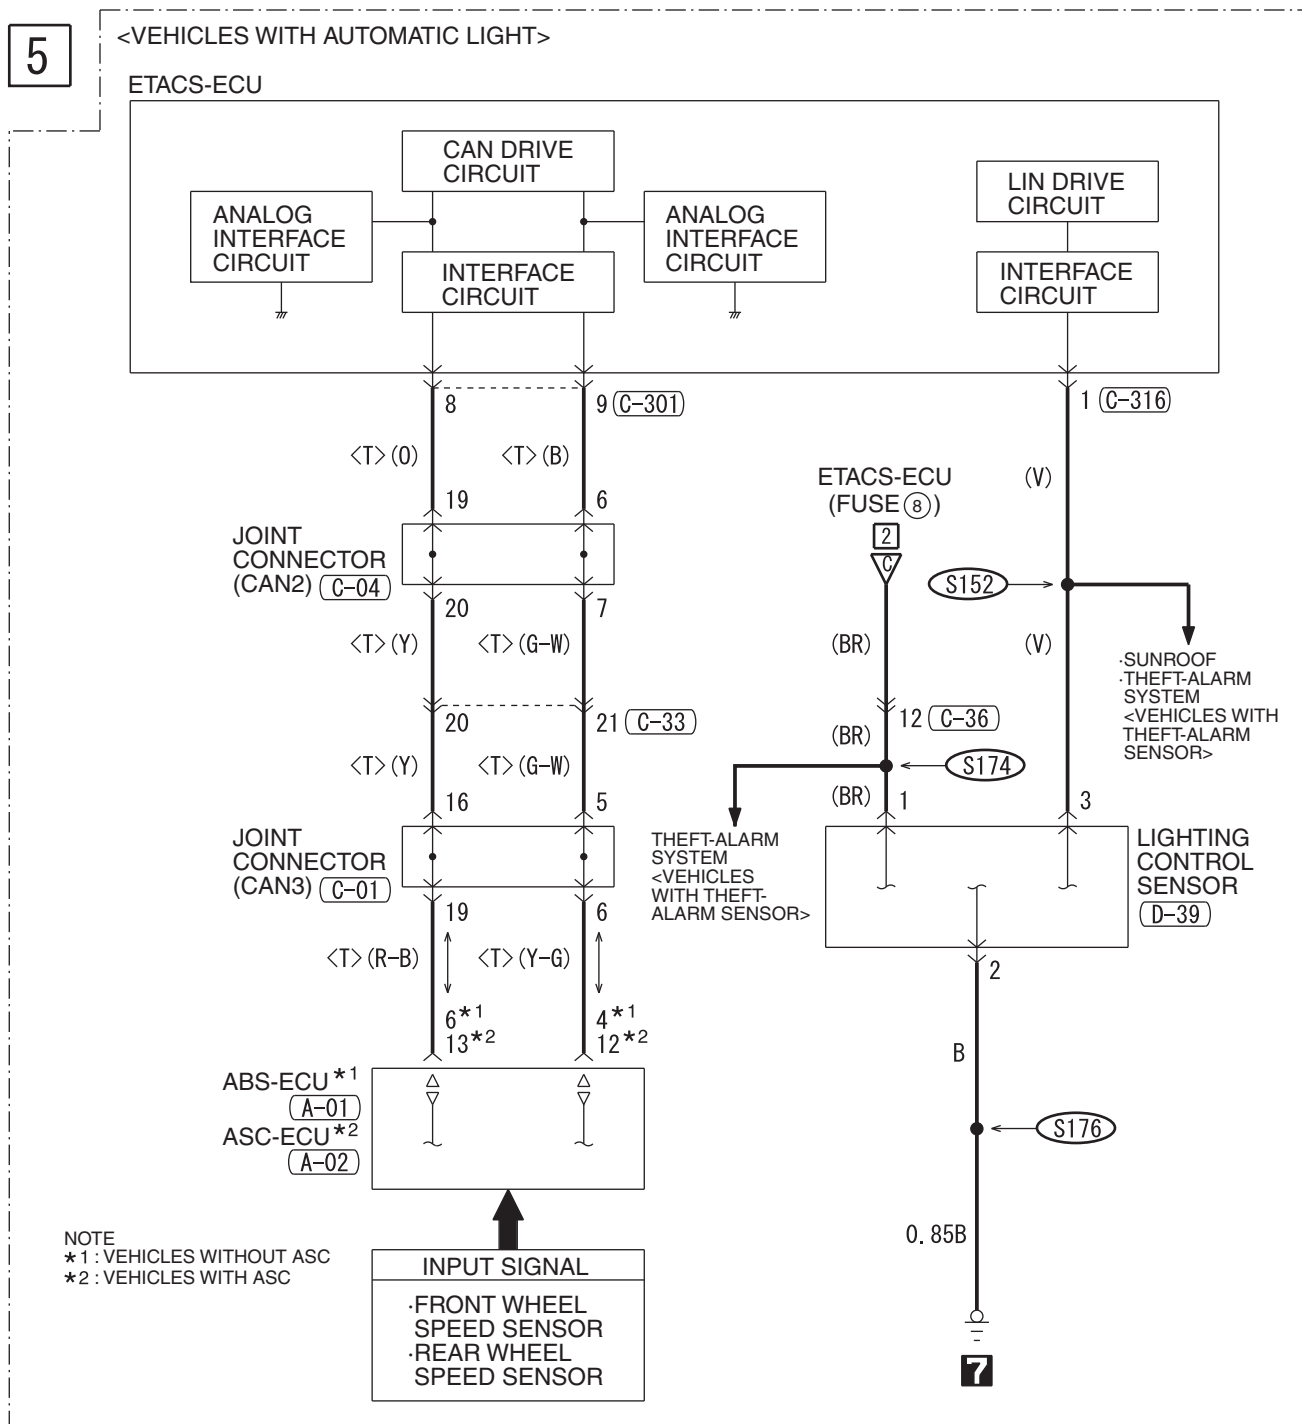 5
<VEHICLES WITH AUTOMATIC LIGHT>
ETACS-ECU
CAN DRIVE
CIRCUIT
ANALOG
INTERFACE
CIRCUIT
INTERFACE
CIRCUIT
ANALOG
INTERFACE
CIRCUIT
LIN DRIVE
CIRCUIT
INTERFACE
CIRCUIT
8
9 C-301
1 C-316
<T>(O)
<T>(B)
(V)
19
6
ETACS-ECU
(FUSE 8)
2
C
JOINT
CONNECTOR
(CAN2) C-04
S152
20
7
<T>(Y)
<T>(G-W)
(BR)
(V)
·SUNROOF
·THEFT-ALARM
SYSTEM
<VEHICLES WITH
THEFT-ALARM
SENSOR>
20
21 C-33
12 C-36
(BR)
S174
<T>(Y)
<T>(G-W)
(BR)
16
5
1
3
JOINT
CONNECTOR
(CAN3) C-01
THEFT-ALARM
SYSTEM
<VEHICLES
WITH THEFT-
ALARM SENSOR>
LIGHTING
CONTROL
SENSOR
D-39
19
6
<T>(R-B)
<T>(Y-G)
2
6*1
13*2
4*1
12*2
B
ABS-ECU*1
A-01
ASC-ECU*2
A-02
S176
0.85B
NOTE
*1 : VEHICLES WITHOUT ASC
*2 : VEHICLES WITH ASC
INPUT SIGNAL
·FRONT WHEEL
SPEED SENSOR
·REAR WHEEL
SPEED SENSOR
7